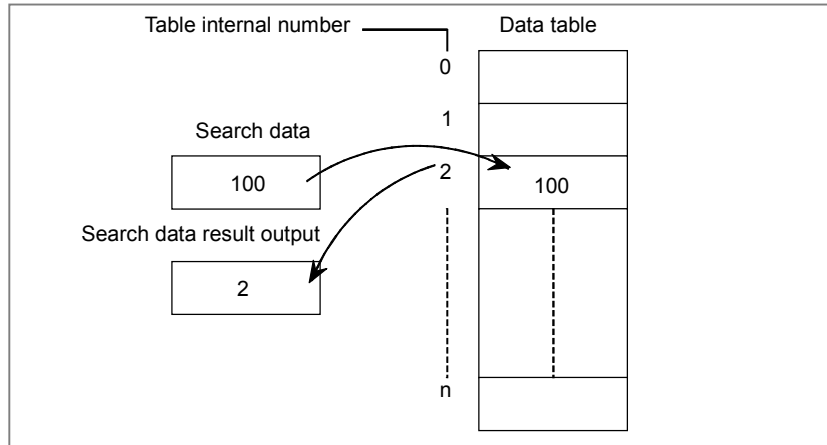 Table internal number
Data table
0
1
Search data
100
2
100
Search data result output
2
n